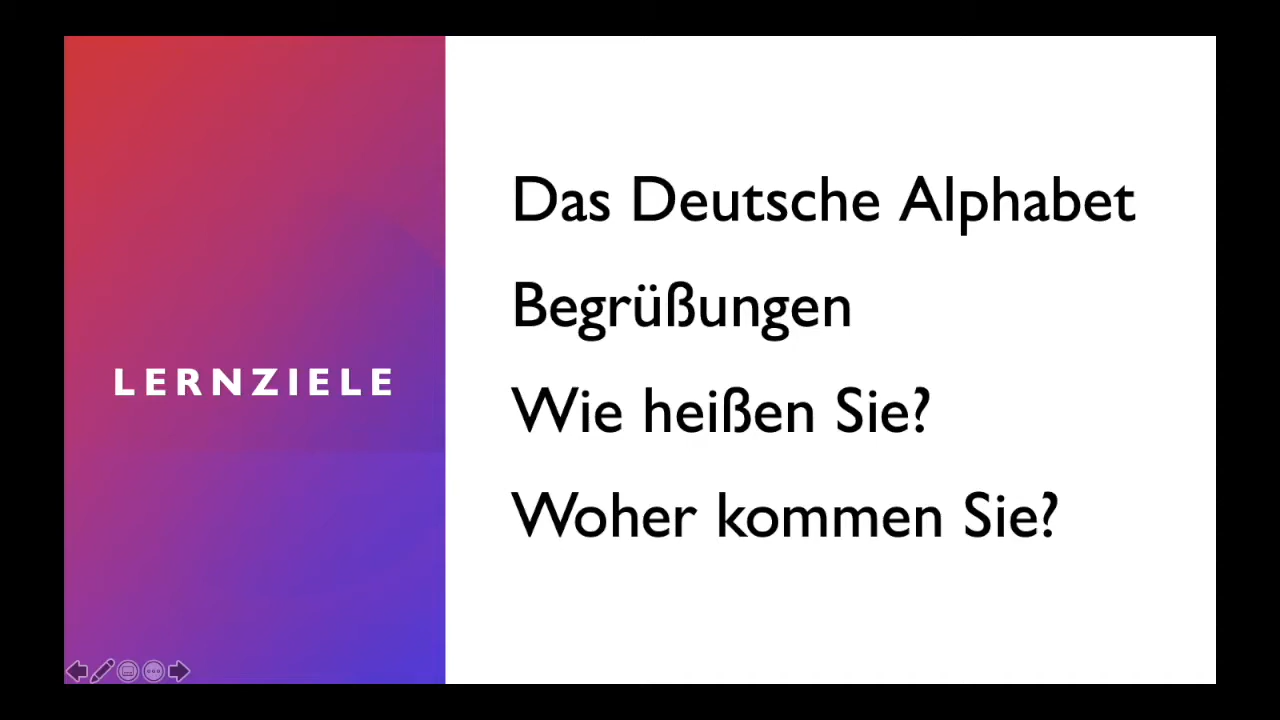 LERNZIELE
Das Deutsche Alphabet
Begrüßungen
Wie heißen Sie?
Woher kommen Sie?